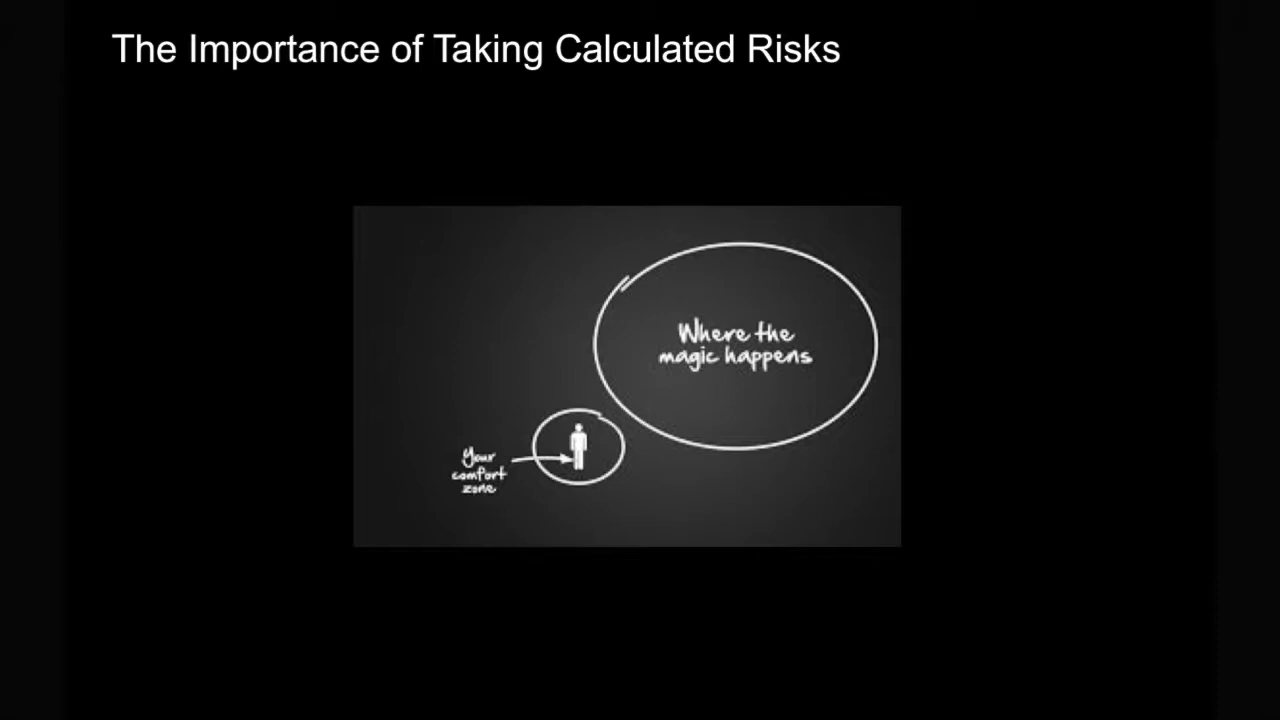 The Importance of Taking Calculated Risks
Where the
magic happens
Your
comfort
zone